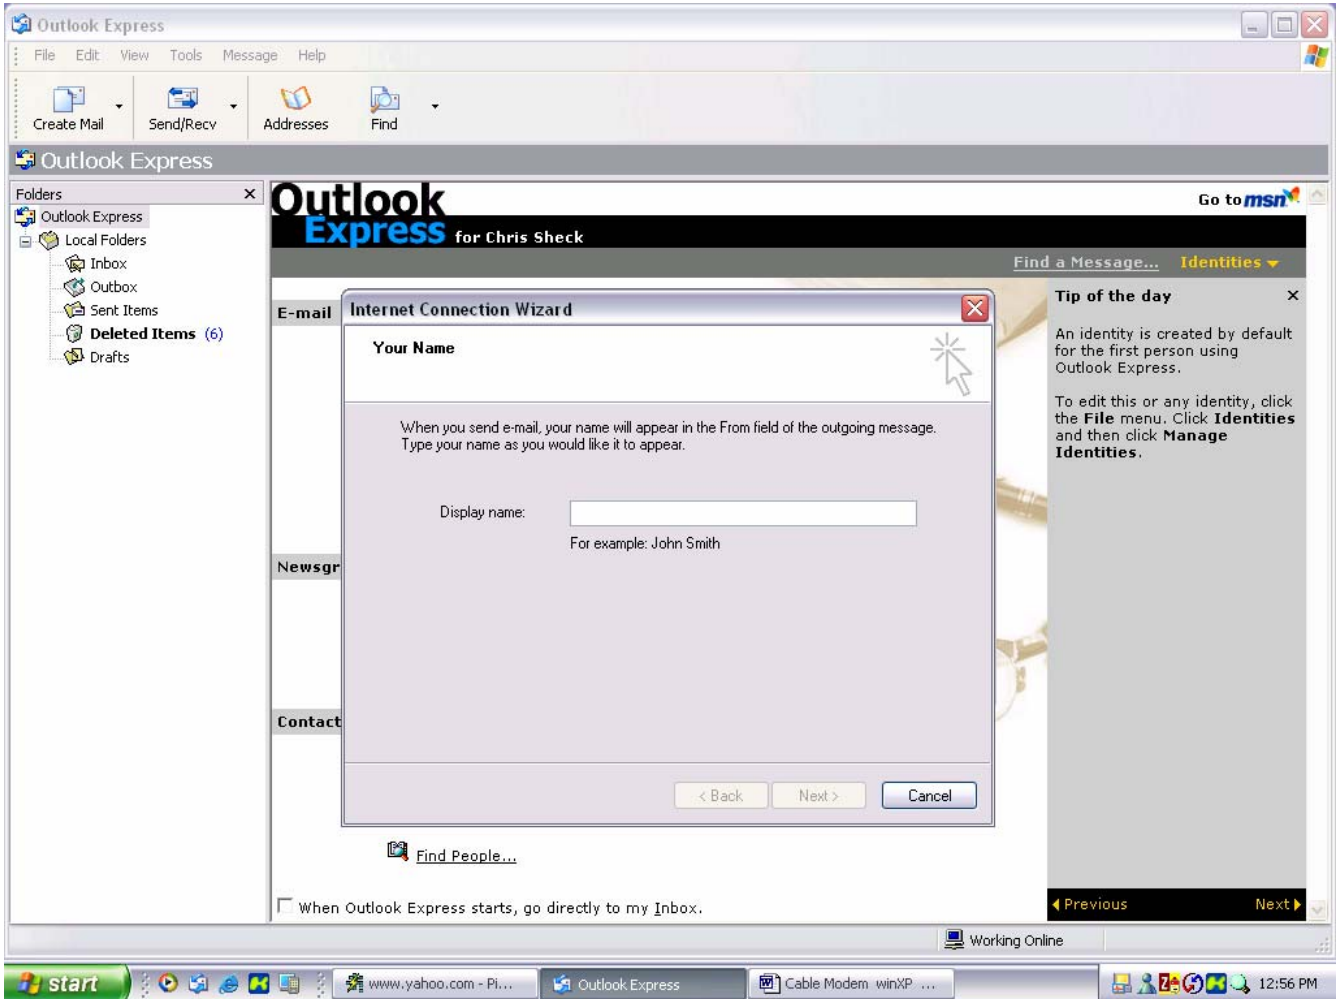 Outlook Express
File Edit View Tools Message Help
Create Mail Send/Recv Addresses Find
Outlook Express
Folders
Outlook Express
Local Folders
Inbox
Outbox
Sent Items
Deleted Items (6)
Drafts
Outlook
Express for Chris Sheck
Go to msn
Find a Message... Identities
E-mail
Newsgr
Contact
Internet Connection Wizard
Your Name
When you send e-mail, your name will appear in the From field of the outgoing message.
Type your name as you would like it to appear.
Display name:
For example: John Smith
< Back Next > Cancel
Find People...
When Outlook Express starts, go directly to my Inbox.
Tip of the day
An identity is created by default
for the first person using
Outlook Express.
To edit this or any identity, click
the File menu. Click Identities
and then click Manage
Identities.
Previous Next
Working Online
start www.yahoo.com - Pi... Outlook Express Cable Modem winXP ... 12:56 PM